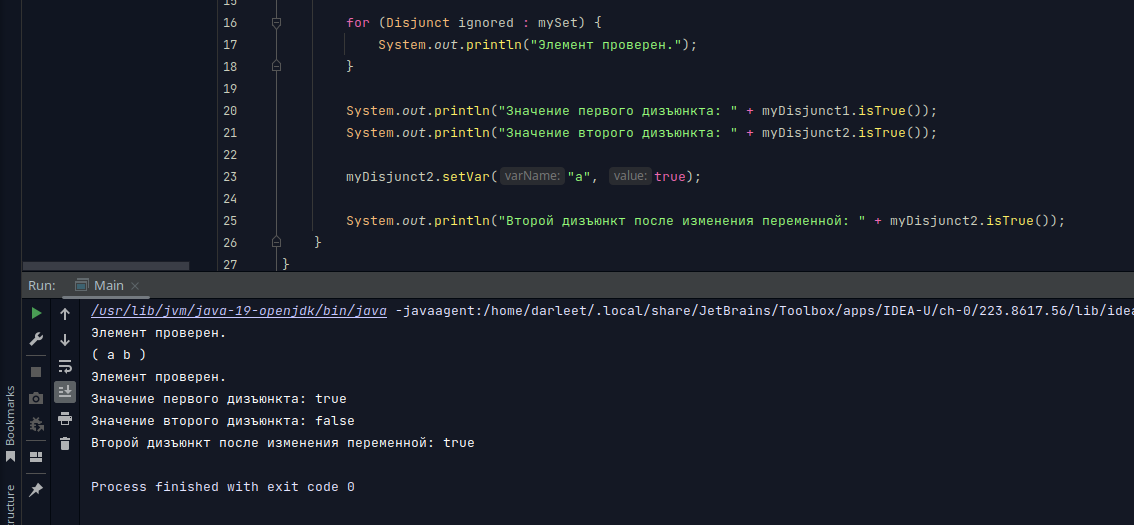 15
16 for (Disjunct ignored : mySet) {
17 System.out.println("Элемент проверен.");
18 }
19
20 System.out.println("Значение первого дизъюнкта: " + myDisjunct1.isTrue());
21 System.out.println("Значение второго дизъюнкта: " + myDisjunct2.isTrue());
22
23 myDisjunct2.setVar( varName: "a", value: true);
24
25 System.out.println("Второй дизъюнкт после изменения переменной: " + myDisjunct2.isTrue());
26 }
27 }
Run: Main
/usr/lib/jvm/java-19-openjdk/bin/java -javaagent:/home/darleet/.local/share/JetBrains/Toolbox/apps/IDEA-U/ch-0/223.8617.56/lib/idea
Элемент проверен.
( a b )
Элемент проверен.
Значение первого дизъюнкта: true
Значение второго дизъюнкта: false
Второй дизъюнкт после изменения переменной: true
Process finished with exit code 0
Bookmarks
ructure